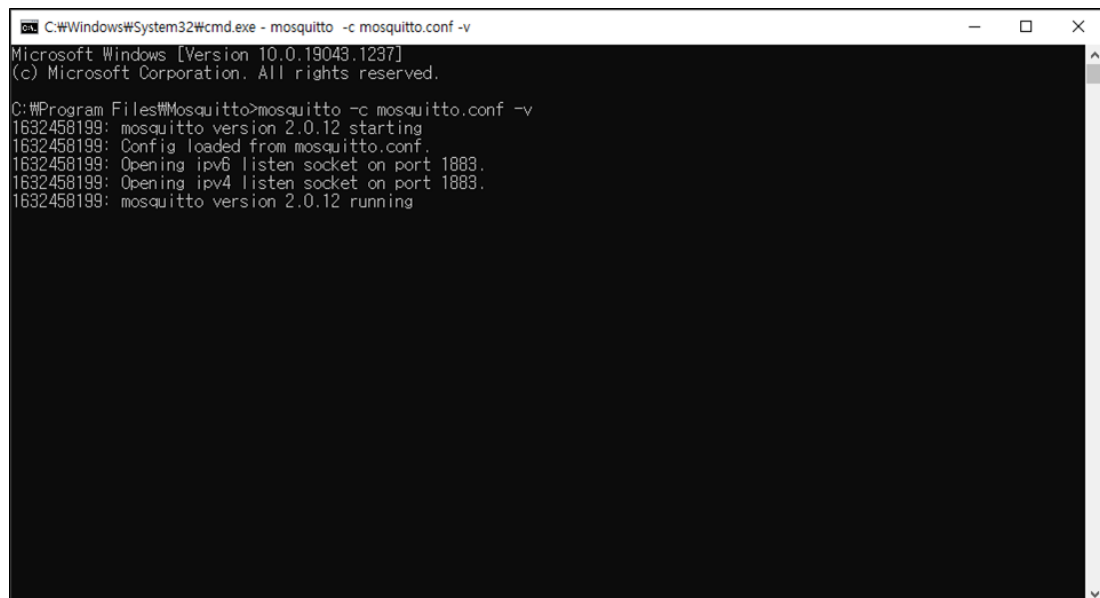 C:₩Windows₩System32₩cmd.exe - mosquitto -c mosquitto.conf -v
Microsoft Windows [Version 10.0.19043.1237]
(c) Microsoft Corporation. All rights reserved.
C:₩Program Files₩Mosquitto>mosquitto -c mosquitto.conf -v
1632458199: mosquitto version 2.0.12 starting
1632458199: Config loaded from mosquitto.conf.
1632458199: Opening ipv6 listen socket on port 1883.
1632458199: Opening ipv4 listen socket on port 1883.
1632458199: mosquitto version 2.0.12 running